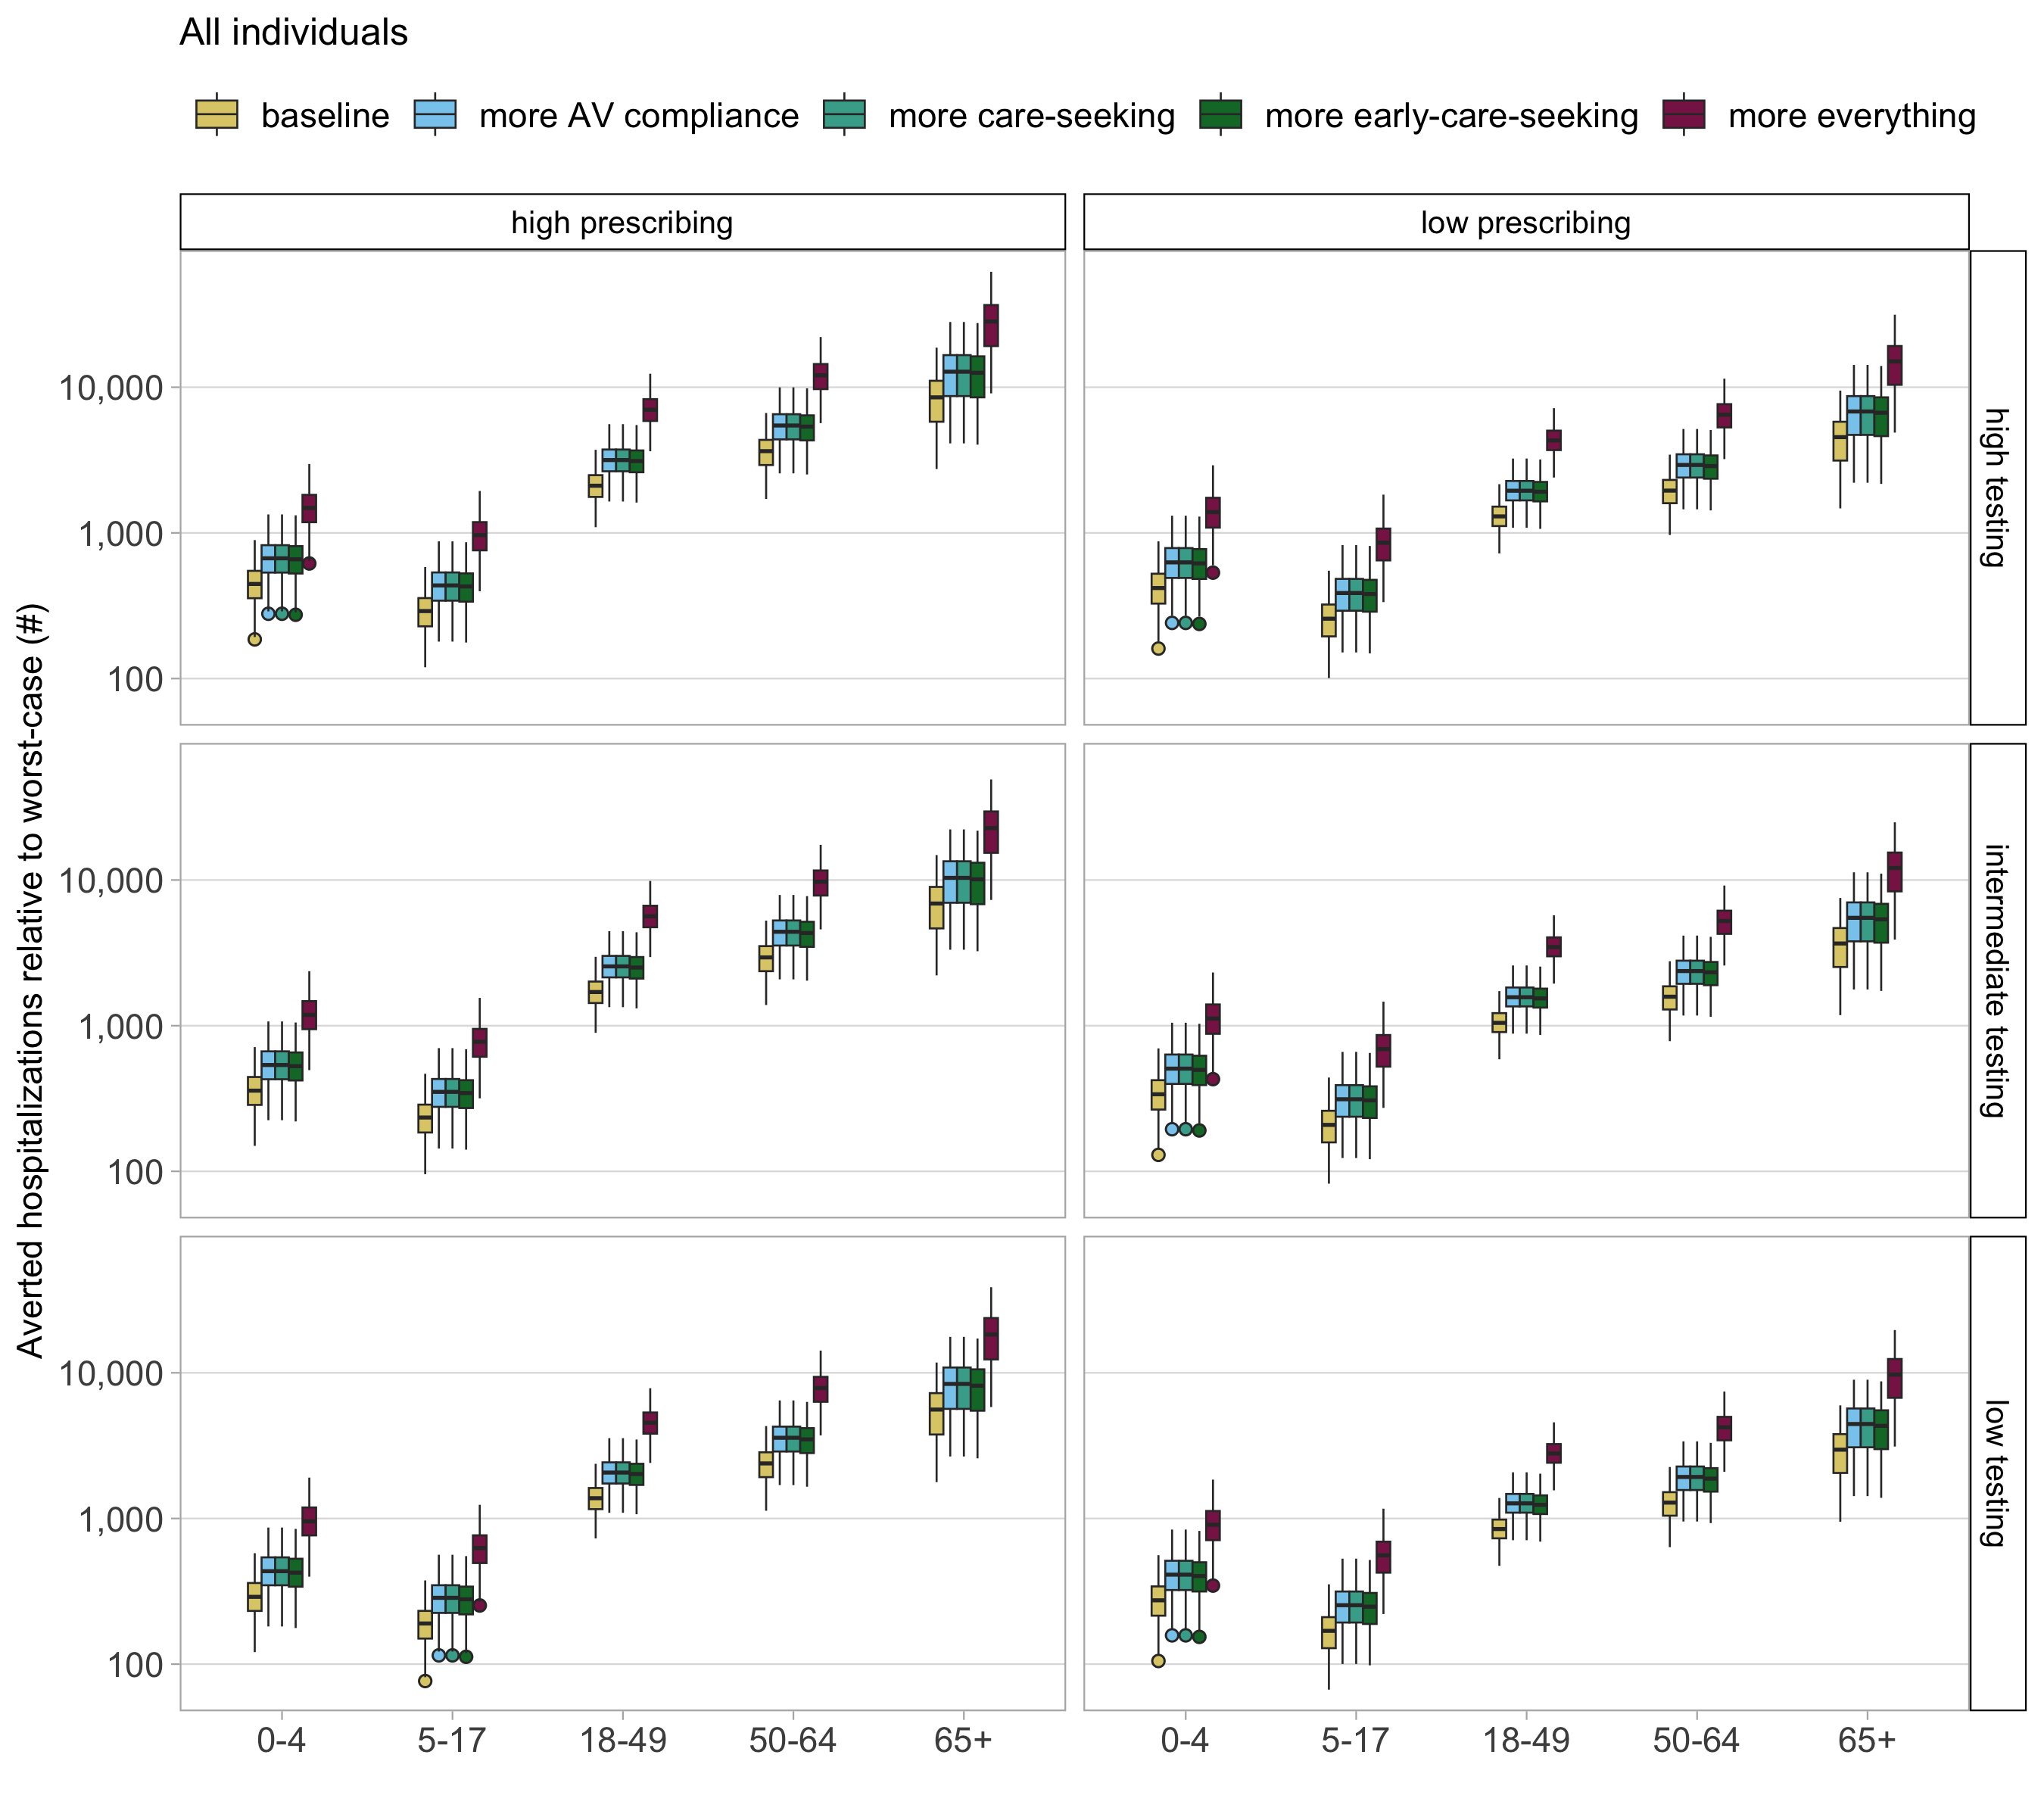 All individuals
baseline
more AV compliance
more care-seeking
more early-care-seeking
more everything
high prescribing
low prescribing
Averted hospitalizations relative to worst-case (#)
10,000
1,000
100
high testing
10,000
1,000
100
intermediate testing
10,000
1,000
100
low testing
0-4
5-17
18-49
50-64
65+
0-4
5-17
18-49
50-64
65+